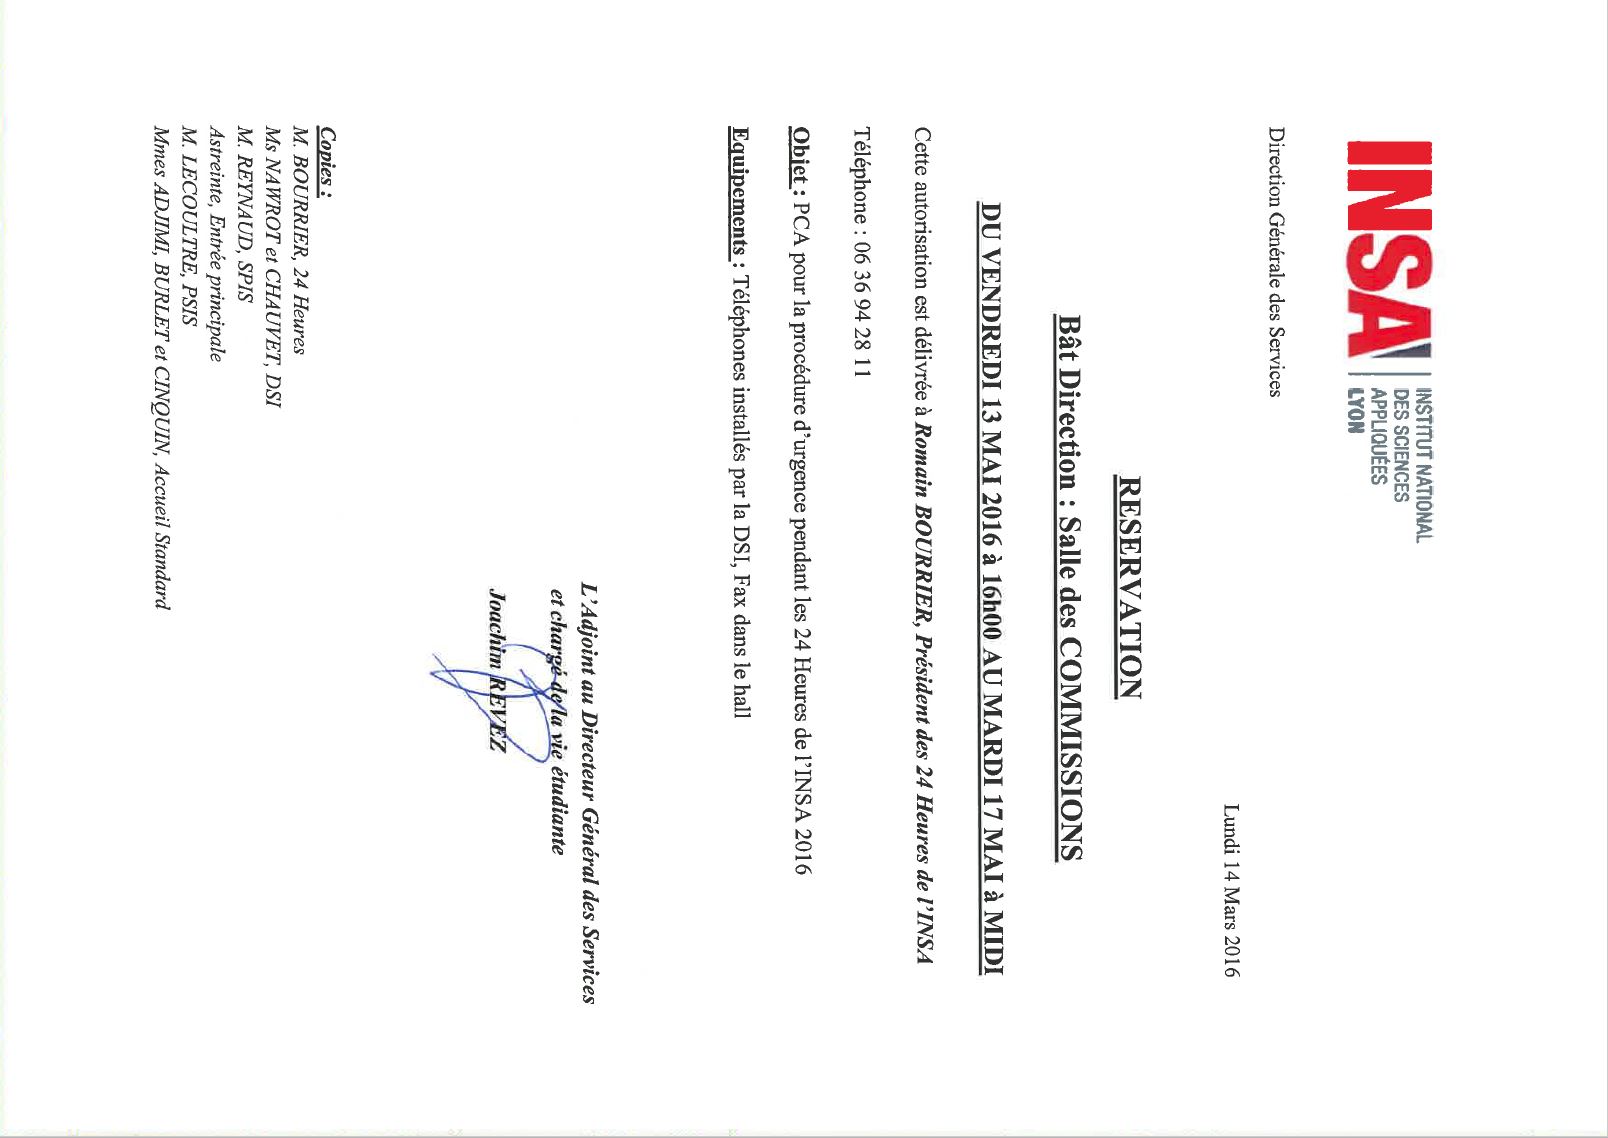 INSA
INSTITUT NATIONAL
DES SCIENCES
APPLIQUÉES
LYON
Direction Générale des Services
Lundi 14 Mars 2016
RESERVATION
Bât Direction : Salle des COMMISSIONS
DU VENDREDI 13 MAI 2016 à 16h00 AU MARDI 17 MAI à MIDI
Cette autorisation est délivrée à Romain BOURRIER, Président des 24 Heures de l'INSA
Téléphone : 06 36 94 28 11
Objet : PCA pour la procédure d'urgence pendant les 24 Heures de l'INSA 2016
Equipements : Téléphones installés par la DSI, Fax dans le hall
L'Adjoint au Directeur Général des Services
et chargé de la vie étudiante
Joachim REVEZ
Copies :
M. BOURRIER, 24 Heures
Ms NAWROT et CHAUVET, DSI
M. REYNAUD, SPIS
Astreinte, Entrée principale
M. LECOULTRE, PSIS
Mmes ADJIMI, BURLET et CINQUIN, Accueil Standard